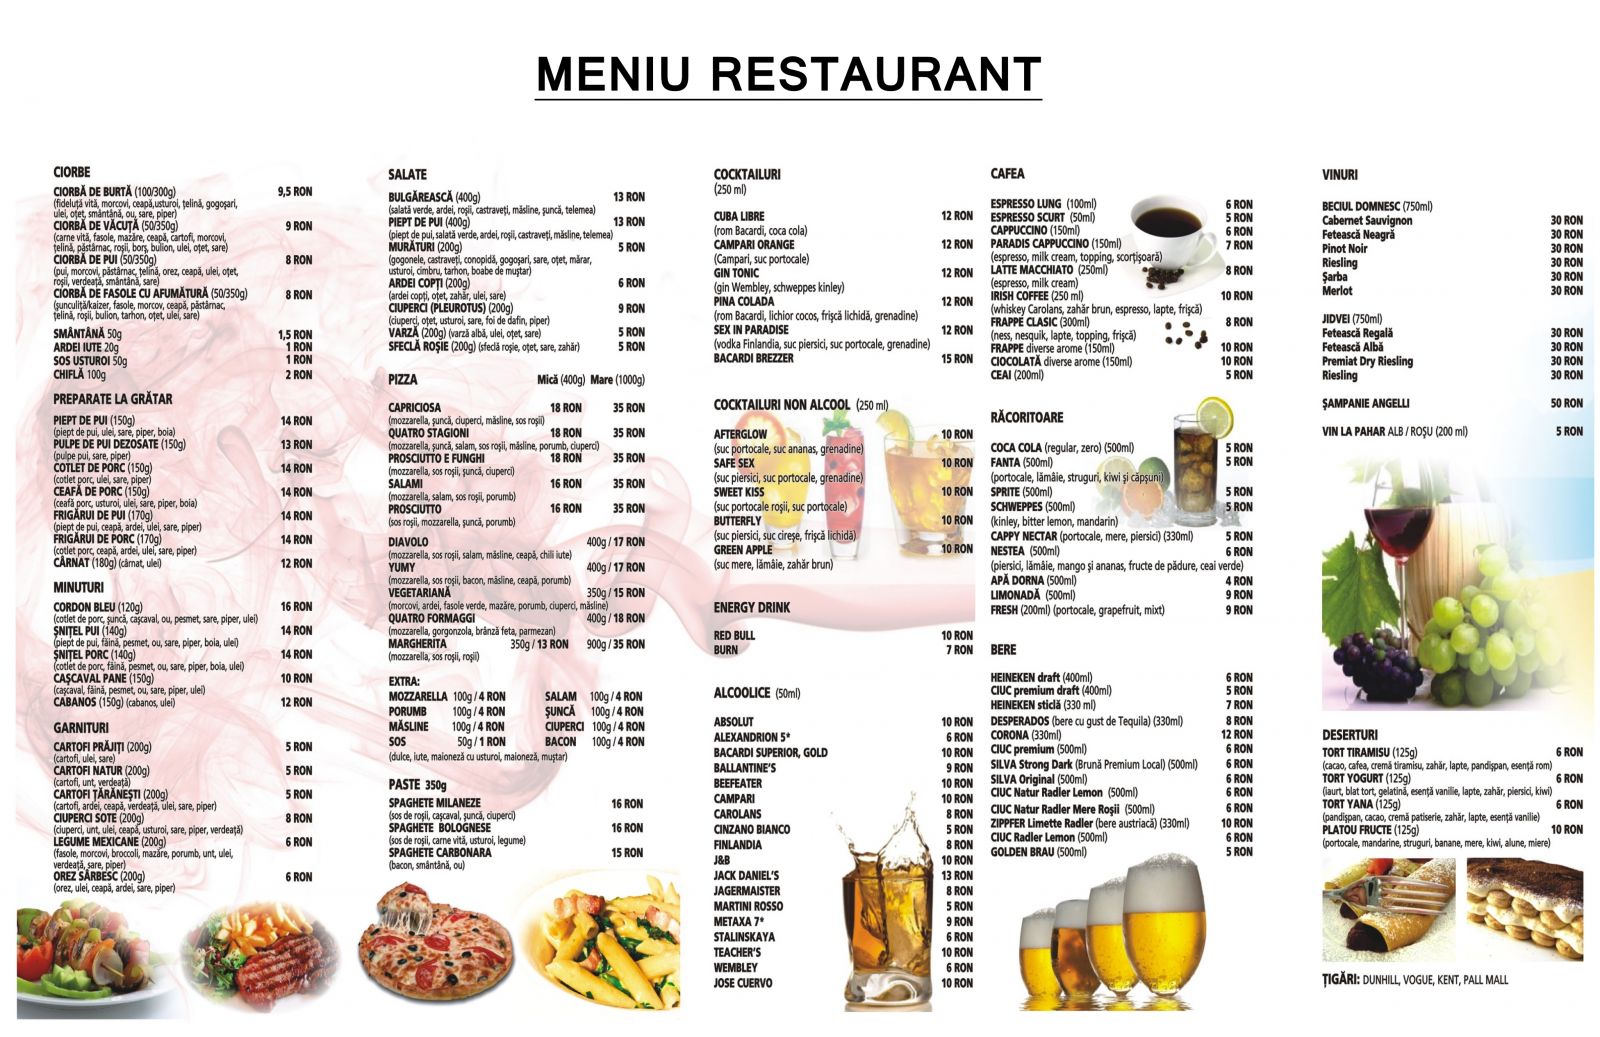 MENIU RESTAURANT
CIORBE
CIORBĂ DE BURTĂ (100/300g) 9,5 RON
(fideluță vită, morcovi, ceapă,usturoi, țelină, gogoșari,
ulei, oțet, smântână, ou, sare, piper)
CIORBĂ DE VĂCUȚĂ (50/350g) 9 RON
(carne vită, fasole, mazăre, ceapă, cartofi, morcovi,
țelină, păstârnac, roșii, borș, bulion, ulei, oțet, sare)
CIORBĂ DE PUI (50/350g) 8 RON
(pui, morcovi, păstârnac, țelină, orez, ceapă, ulei, oțet,
roșii, verdeață, smântână, sare)
CIORBĂ DE FASOLE CU AFUMĂTURĂ (50/350g) 8 RON
(șunculiță/kaizer, fasole, morcov, ceapă, păstârnac,
țelină, roșii, bulion, tarhon, oțet, ulei, sare)
SMÂNTÂNĂ 50g 1,5 RON
ARDEI IUTE 20g 1 RON
SOS USTUROI 50g 1 RON
CHIFLĂ 100g 2 RON
PREPARATE LA GRĂTAR
PIEPT DE PUI (150g) 14 RON
(piept de pui, ulei, sare, piper, boia)
PULPE DE PUI DEZOSATE (150g) 13 RON
(pulpe pui, sare, piper)
COTLET DE PORC (150g) 14 RON
(cotlet porc, ulei, sare, piper)
CEAFĂ DE PORC (150g) 14 RON
(ceafă porc, usturoi, ulei, sare, piper, boia)
FRIGĂRUI DE PUI (170g) 14 RON
(piept de pui, ceapă, ardei, ulei, sare, piper)
FRIGĂRUI DE PORC (170g) 14 RON
(cotlet porc, ceapă, ardei, ulei, sare, piper)
CÂRNAT (180g) (cârnat, ulei) 12 RON
MINUTURI
CORDON BLEU (120g) 16 RON
(cotlet de porc, șuncă, cașcaval, ou, pesmet, sare, piper, ulei)
ȘNIȚEL PUI (140g) 14 RON
(piept de pui, făină, pesmet, ou, sare, piper, boia, ulei)
ȘNIȚEL PORC (140g) 14 RON
(cotlet de porc, făină, pesmet, ou, sare, piper, boia, ulei)
CAȘCAVAL PANE (150g) 10 RON
(cașcaval, făină, pesmet, ou, sare, piper, ulei)
CABANOS (150g) (cabanos, ulei) 12 RON
GARNITURI
CARTOFI PRĂJIȚI (200g) 5 RON
(cartofi, ulei, sare)
CARTOFI NATUR (200g) 5 RON
(cartofi, unt, verdeață)
CARTOFI ȚĂRĂNEȘTI (200g) 5 RON
(cartofi, ardei, ceapă, verdeață, ulei, sare, piper)
CIUPERCI SOTE (200g) 8 RON
(ciuperci, unt, ulei, ceapă, usturoi, sare, piper, verdeață)
LEGUME MEXICANE (200g) 6 RON
(fasole, morcovi, broccoli, mazăre, porumb, unt, ulei,
verdeață, sare, piper)
OREZ SÂRBESC (200g) 6 RON
(orez, ulei, ceapă, ardei, sare, piper)
SALATE
BULGĂREASCĂ (400g) 13 RON
(salată verde, ardei, roșii, castraveți, măsline, șuncă, telemea)
PIEPT DE PUI (400g) 13 RON
(piept de pui, salată verde, ardei, roșii, castraveți, măsline, telemea)
MURĂTURI (200g) 5 RON
(gogonele, castraveți, conopidă, gogoșari, sare, oțet, mărar,
usturoi, cimbru, tarhon, boabe de muștar)
ARDEI COPȚI (200g) 6 RON
(ardei copți, oțet, zahăr, ulei, sare)
CIUPERCI (PLEUROTUS) (200g) 9 RON
(ciuperci, oțet, usturoi, sare, foi de dafin, piper)
VARZĂ (200g) (varză albă, ulei, oțet, sare) 5 RON
SFECLĂ ROȘIE (200g) (sfeclă roșie, oțet, sare, zahăr) 5 RON
PIZZA Mică (400g) Mare (1000g)
CAPRICIOSA 18 RON 35 RON
(mozzarella, șuncă, ciuperci, măsline, sos roșii)
QUATRO STAGIONI 18 RON 35 RON
(mozzarella, șuncă, salam, sos roșii, măsline, porumb, ciuperci)
PROSCIUTTO E FUNGHI 18 RON 35 RON
(mozzarella, sos roșii, șuncă, ciuperci)
SALAMI 16 RON 35 RON
(mozzarella, salam, sos roșii, porumb)
PROSCIUTTO 16 RON 35 RON
(sos roșii, mozzarella, șuncă, porumb)
DIAVOLO 400g / 17 RON
(mozzarella, sos roșii, salam, măsline, ceapă, chili iute)
YUMY 400g / 17 RON
(mozzarella, sos roșii, bacon, măsline, ceapă, porumb)
VEGETARIANĂ 350g / 15 RON
(morcovi, ardei, fasole verde, mazăre, porumb, ciuperci, măsline)
QUATRO FORMAGGI 400g / 18 RON
(mozzarella, gorgonzola, brânză feta, parmezan)
MARGHERITA 350g / 13 RON 900g / 35 RON
(mozzarella, sos roșii, roșii)
EXTRA:
MOZZARELLA 100g / 4 RON SALAM 100g / 4 RON
PORUMB 100g / 4 RON ȘUNCĂ 100g / 4 RON
MĂSLINE 100g / 4 RON CIUPERCI 100g / 4 RON
SOS 50g / 1 RON BACON 100g / 4 RON
(dulce, iute, maioneză cu usturoi, maioneză, muștar)
PASTE 350g
SPAGHETE MILANEZE 16 RON
(sos de roșii, cașcaval, șuncă, ciuperci)
SPAGHETE BOLOGNESE 16 RON
(sos de roșii, carne vită, usturoi, legume)
SPAGHETE CARBONARA 15 RON
(bacon, smântână, ou)
COCKTAILURI
(250 ml)
CUBA LIBRE 12 RON
(rom Bacardi, coca cola)
CAMPARI ORANGE 12 RON
(Campari, suc portocale)
GIN TONIC 12 RON
(gin Wembley, schweppes kinley)
PINA COLADA 12 RON
(rom Bacardi, lichior cocos, frișcă lichidă, grenadine)
SEX IN PARADISE 12 RON
(vodka Finlandia, suc piersici, suc portocale, grenadine)
BACARDI BREZZER 15 RON
COCKTAILURI NON ALCOOL (250 ml)
AFTERGLOW 10 RON
(suc portocale, suc ananas, grenadine)
SAFE SEX 10 RON
(suc piersici, suc portocale, grenadine)
SWEET KISS 10 RON
(suc portocale roșii, suc portocale)
BUTTERFLY 10 RON
(suc piersici, suc cireșe, frișcă lichidă)
GREEN APPLE 10 RON
(suc mere, lămâie, zahăr brun)
ENERGY DRINK
RED BULL 10 RON
BURN 7 RON
ALCOOLICE (50ml)
ABSOLUT 10 RON
ALEXANDRION 5* 6 RON
BACARDI SUPERIOR, GOLD 10 RON
BALLANTINE'S 9 RON
BEEFEATER 10 RON
CAMPARI 10 RON
CAROLANS 8 RON
CINZANO BIANCO 5 RON
FINLANDIA 8 RON
J&B 10 RON
JACK DANIEL'S 13 RON
JAGERMAISTER 8 RON
MARTINI ROSSO 5 RON
METAXA 7* 9 RON
STALINSKAYA 6 RON
TEACHER'S 10 RON
WEMBLEY 6 RON
JOSE CUERVO 10 RON
CAFEA
ESPRESSO LUNG (100ml) 6 RON
ESPRESSO SCURT (50ml) 5 RON
CAPPUCCINO (150ml) 6 RON
PARADIS CAPPUCCINO (150ml) 7 RON
(espresso, milk cream, topping, scorțișoară)
LATTE MACCHIATO (250ml) 8 RON
(espresso, milk cream)
IRISH COFFEE (250 ml) 10 RON
(whiskey Carolans, zahăr brun, espresso, lapte, frișcă)
FRAPPE CLASIC (300ml) 8 RON
(ness, nesquik, lapte, topping, frișcă)
FRAPPE diverse arome (150ml) 10 RON
CIOCOLATĂ diverse arome (150ml) 10 RON
CEAI (200ml) 5 RON
RĂCORITOARE
COCA COLA (regular, zero) (500ml) 5 RON
FANTA (500ml) 5 RON
(portocale, lămâie, struguri, kiwi și căpșuni)
SPRITE (500ml) 5 RON
SCHWEPPES (500ml) 5 RON
(kinley, bitter lemon, mandarin)
CAPPY NECTAR (portocale, mere, piersici) (330ml) 5 RON
NESTEA (500ml) 6 RON
(piersici, lămâie, mango și ananas, fructe de pădure, ceai verde)
APĂ DORNA (500ml) 4 RON
LIMONADĂ (500ml) 9 RON
FRESH (200ml) (portocale, grapefruit, mixt) 9 RON
BERE
HEINEKEN draft (400ml) 6 RON
CIUC premium draft (400ml) 5 RON
HEINEKEN sticlă (330 ml) 7 RON
DESPERADOS (bere cu gust de Tequila) (330ml) 8 RON
CORONA (330ml) 12 RON
CIUC premium (500ml) 6 RON
SILVA Strong Dark (Brună Premium Local) (500ml) 6 RON
SILVA Original (500ml) 6 RON
CIUC Natur Radler Lemon (500ml) 6 RON
CIUC Natur Radler Mere Roșii (500ml) 6 RON
ZIPPFER Limette Radler (bere austriacă) (330ml) 10 RON
CIUC Radler Lemon (500ml) 6 RON
GOLDEN BRAU (500ml) 5 RON
VINURI
BECIUL DOMNESC (750ml)
Cabernet Sauvignon 30 RON
Fetească Neagră 30 RON
Pinot Noir 30 RON
Riesling 30 RON
Șarba 30 RON
Merlot 30 RON
JIDVEI (750ml)
Fetească Regală 30 RON
Fetească Albă 30 RON
Premiat Dry Riesling 30 RON
Riesling 30 RON
ȘAMPANIE ANGELLI 50 RON
VIN LA PAHAR ALB / ROȘU (200 ml) 5 RON
DESERTURI
TORT TIRAMISU (125g) 6 RON
(cacao, cafea, cremă tiramisu, zahăr, lapte, pandișpan, esență rom)
TORT YOGURT (125g) 6 RON
(iaurt, blat tort, gelatină, esență vanilie, lapte, zahăr, piersici, kiwi)
TORT YANA (125g) 6 RON
(pandișpan, cacao, cremă patiserie, zahăr, lapte, esență vanilie)
PLATOU FRUCTE (125g) 10 RON
(portocale, mandarine, struguri, banane, mere, kiwi, alune, miere)
ȚIGĂRI: DUNHILL, VOGUE, KENT, PALL MALL